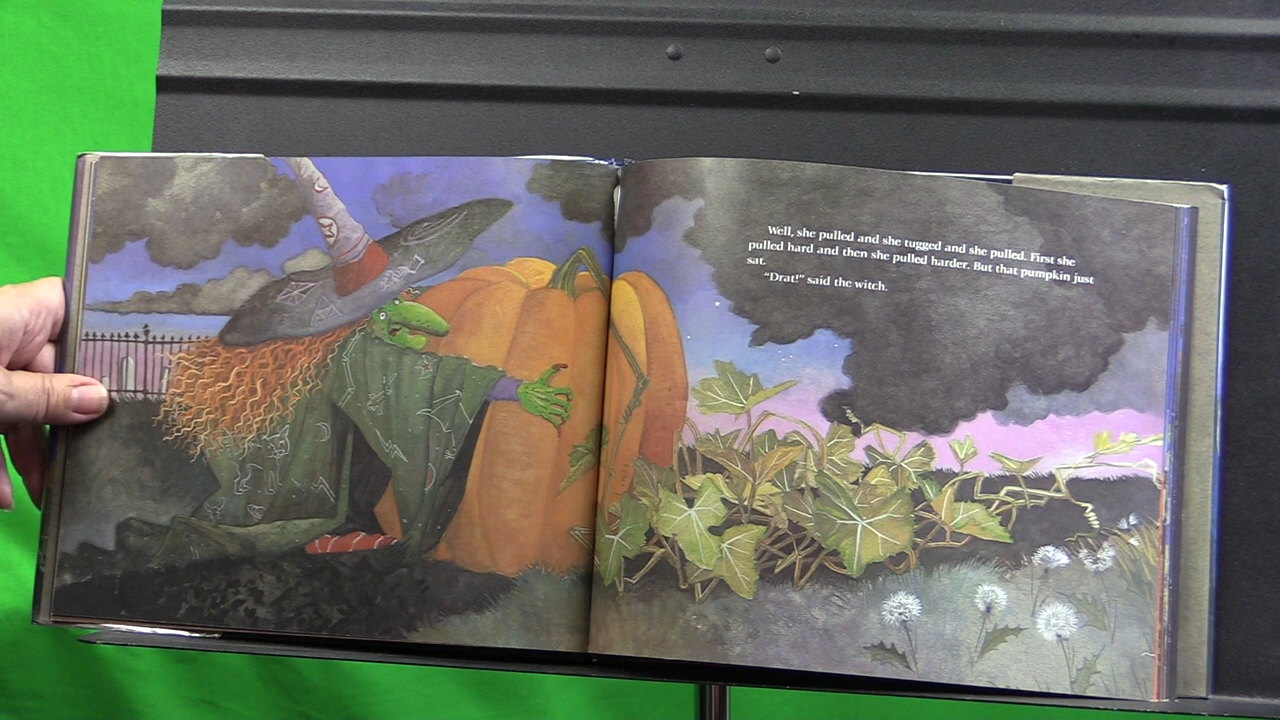 Well, she pulled and she tugged and she pulled. First she
pulled hard and then she pulled harder. But that pumpkin just
sat.
“Drat!” said the witch.